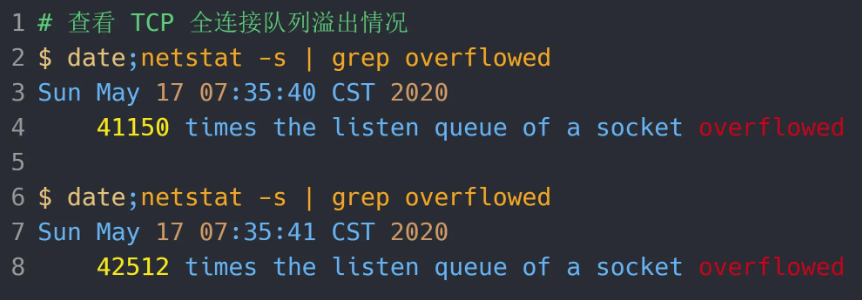 1 # 查看 TCP 全连接队列溢出情况
2 $ date;netstat -s | grep overflowed
3 Sun May 17 07:35:40 CST 2020
4     41150 times the listen queue of a socket overflowed
5
6 $ date;netstat -s | grep overflowed
7 Sun May 17 07:35:41 CST 2020
8     42512 times the listen queue of a socket overflowed